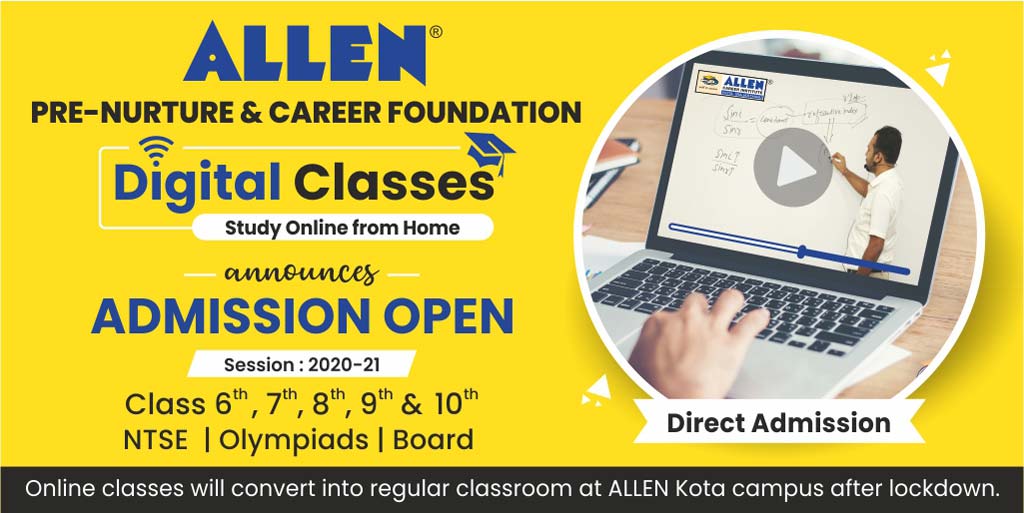 ALLEN®
PRE-NURTURE & CAREER FOUNDATION
Digital Classes
Study Online from Home
announces
ADMISSION OPEN
Session : 2020-21
Class 6th, 7th, 8th, 9th & 10th
NTSE | Olympiads | Board
ALLEN®
CAREER INSTITUTE
Direct Admission
Online classes will convert into regular classroom at ALLEN Kota campus after lockdown.